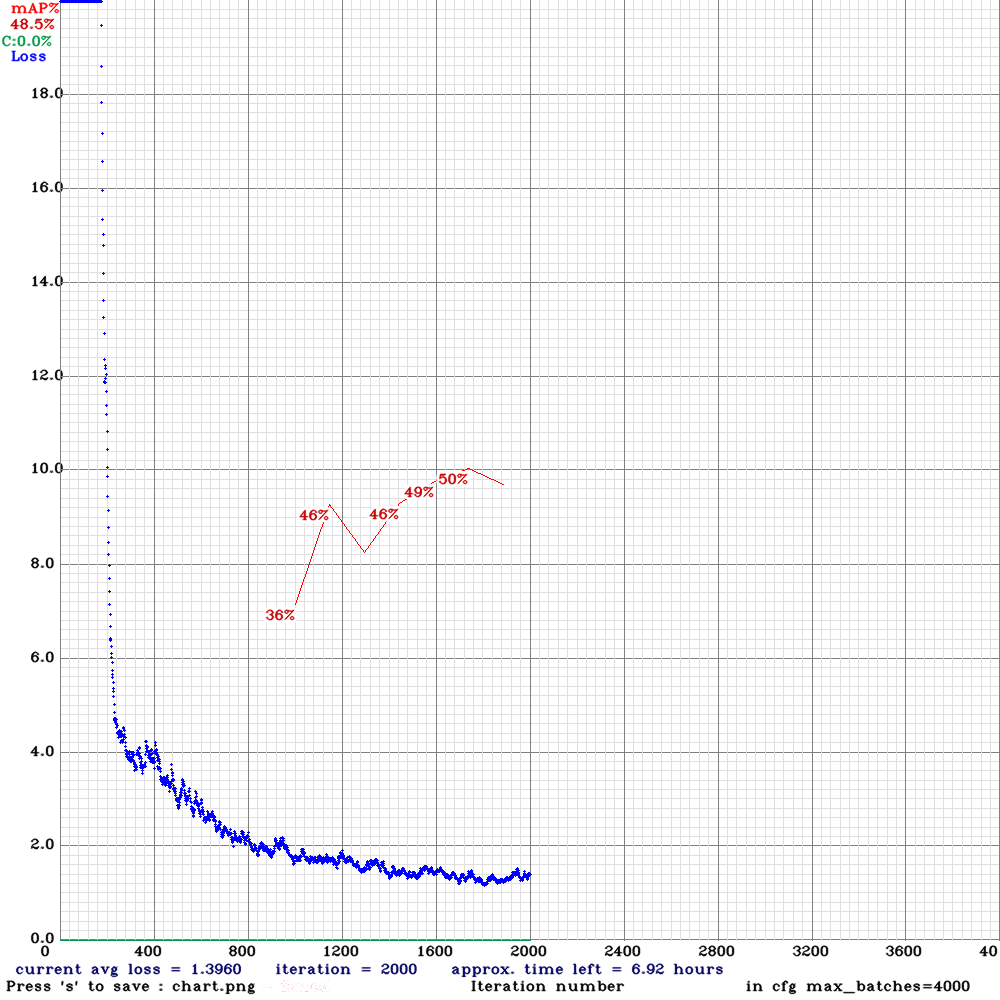 mAP%
48.5%
C:0.0%
Loss
18.0
16.0
14.0
12.0
10.0
50%
49%
46% 46%
8.0
36%
6.0
4.0
2.0
0.0
0 400 800 1200 1600 2000 2400 2800 3200 3600 40
current avg loss = 1.3960 iteration = 2000 approx. time left = 6.92 hours
Press 's' to save : chart.png Iteration number in cfg max_batches=4000